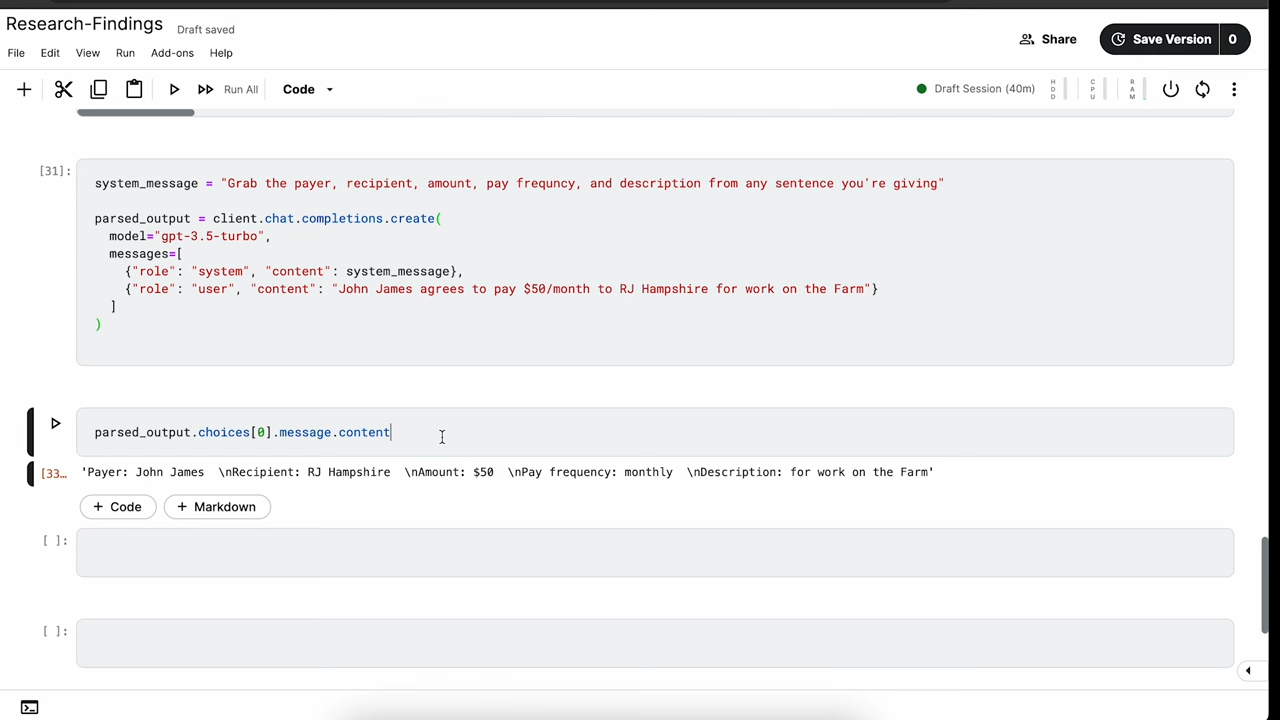 Research-Findings Draft saved
Share
Save Version 0
File Edit View Run Add-ons Help
Run All Code Draft Session (40m) HDD CPU RAM
[31]:
system_message = "Grab the payer, recipient, amount, pay frequncy, and description from any sentence you're giving"
parsed_output = client.chat.completions.create(
model="gpt-3.5-turbo",
messages=[
{"role": "system", "content": system_message},
{"role": "user", "content": "John James agrees to pay $50/month to RJ Hampshire for work on the Farm"}
]
)
parsed_output.choices[0].message.content
[33… 'Payer: John James  \nRecipient: RJ Hampshire  \nAmount: $50  \nPay frequency: monthly  \nDescription: for work on the Farm'
+ Code + Markdown
[ ]:
[ ]: